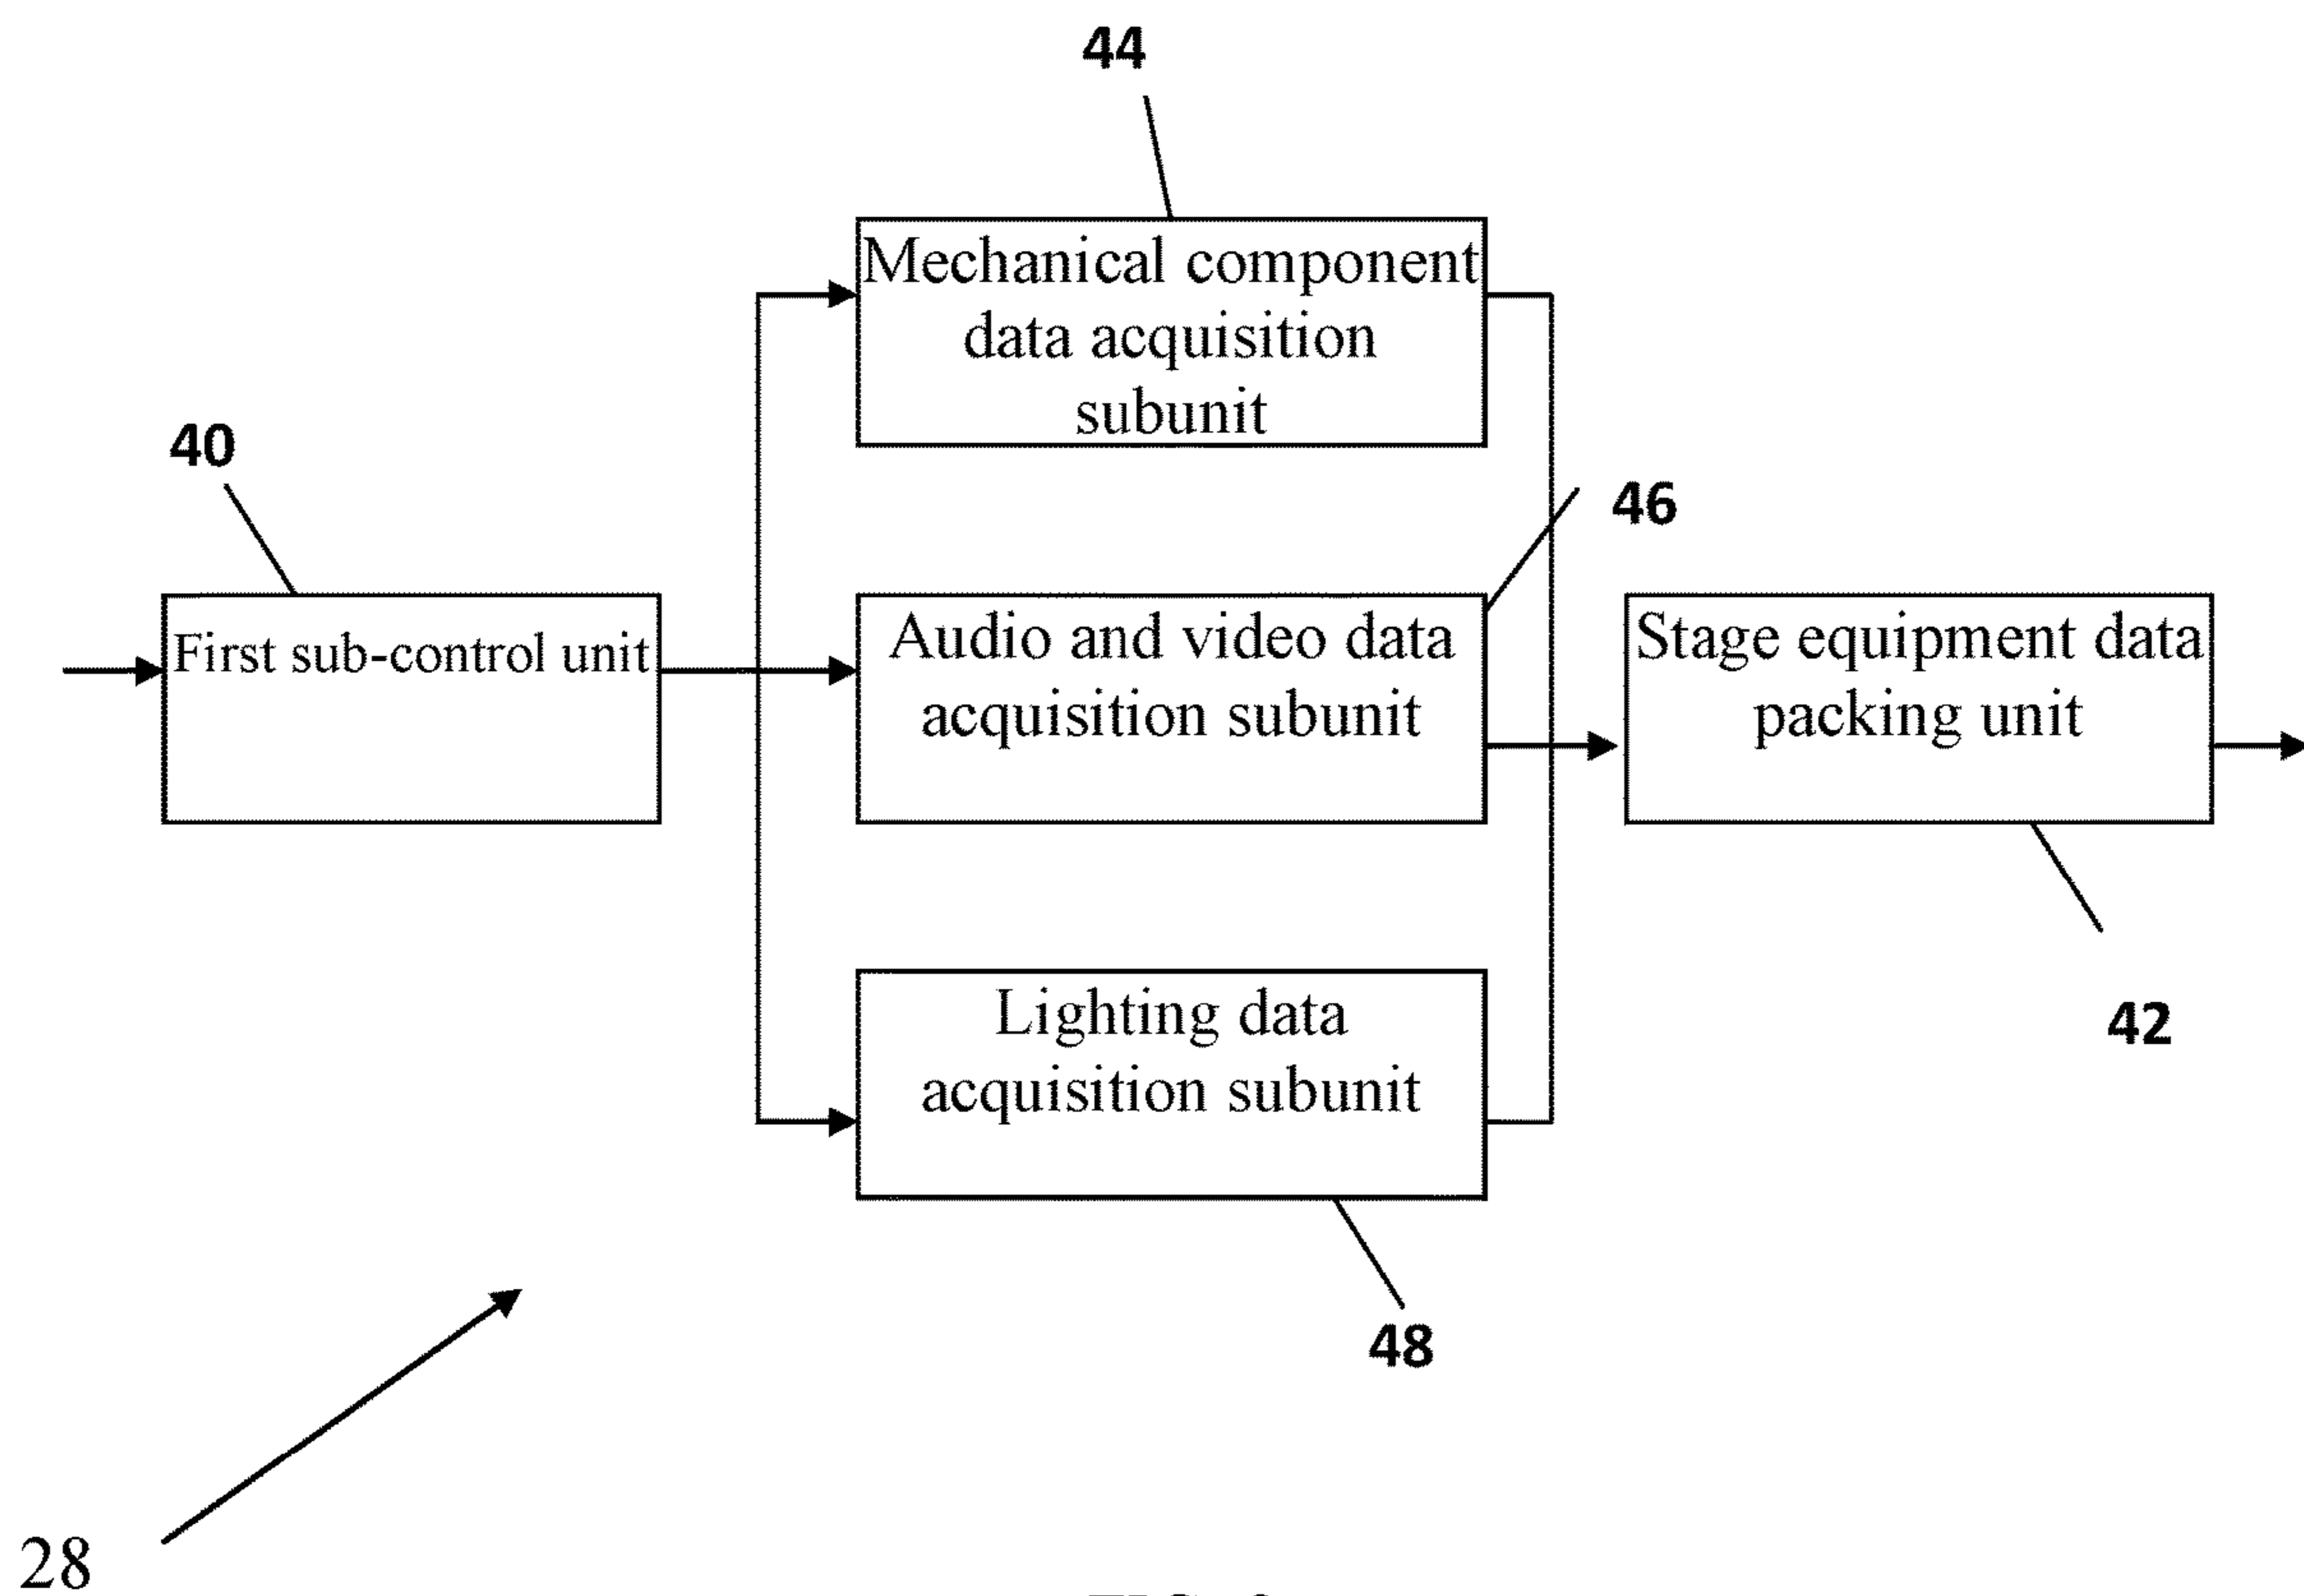 44
Mechanical component
data acquisition
subunit
40
46
First sub-control unit
Audio and video data
acquisition subunit
Stage equipment data
packing unit
42
Lighting data
acquisition subunit
48
28